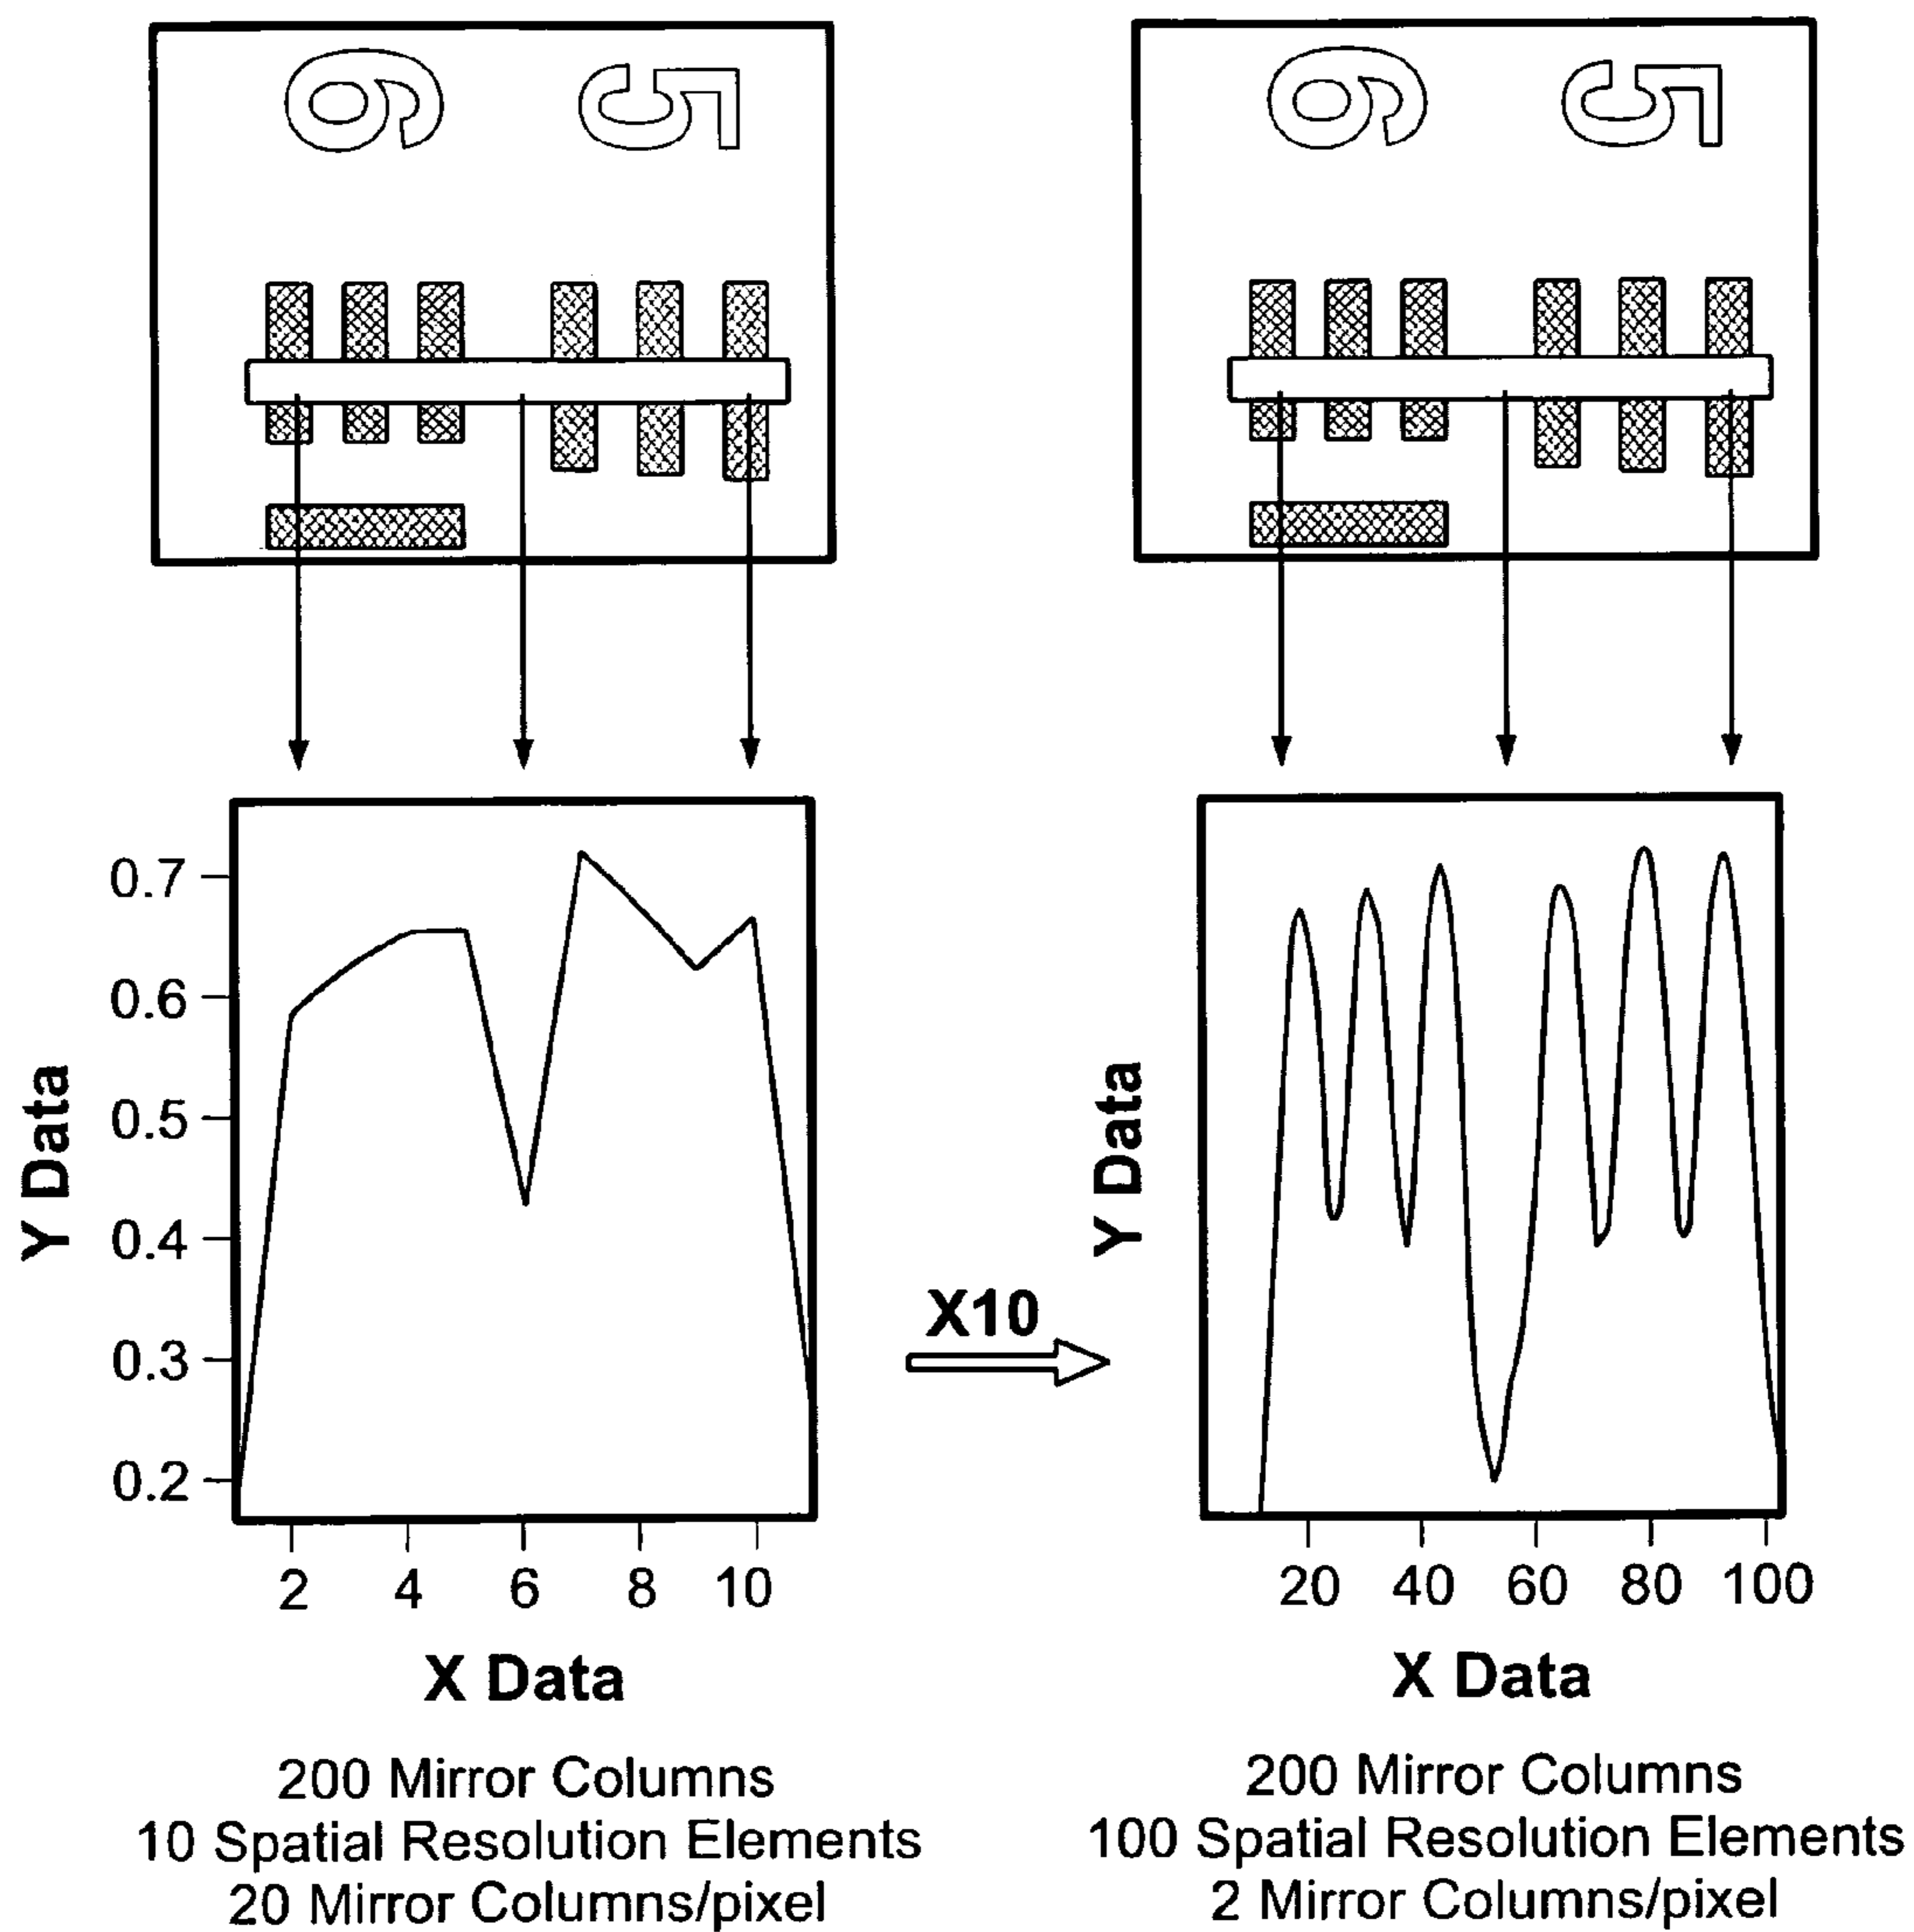 6 5
6 5
0.7
0.6
0.5
0.4
0.3
0.2
Y Data
2 4 6 8 10
X Data
X10
Y Data
20 40 60 80 100
X Data
200 Mirror Columns
10 Spatial Resolution Elements
20 Mirror Columns/pixel
200 Mirror Columns
100 Spatial Resolution Elements
2 Mirror Columns/pixel